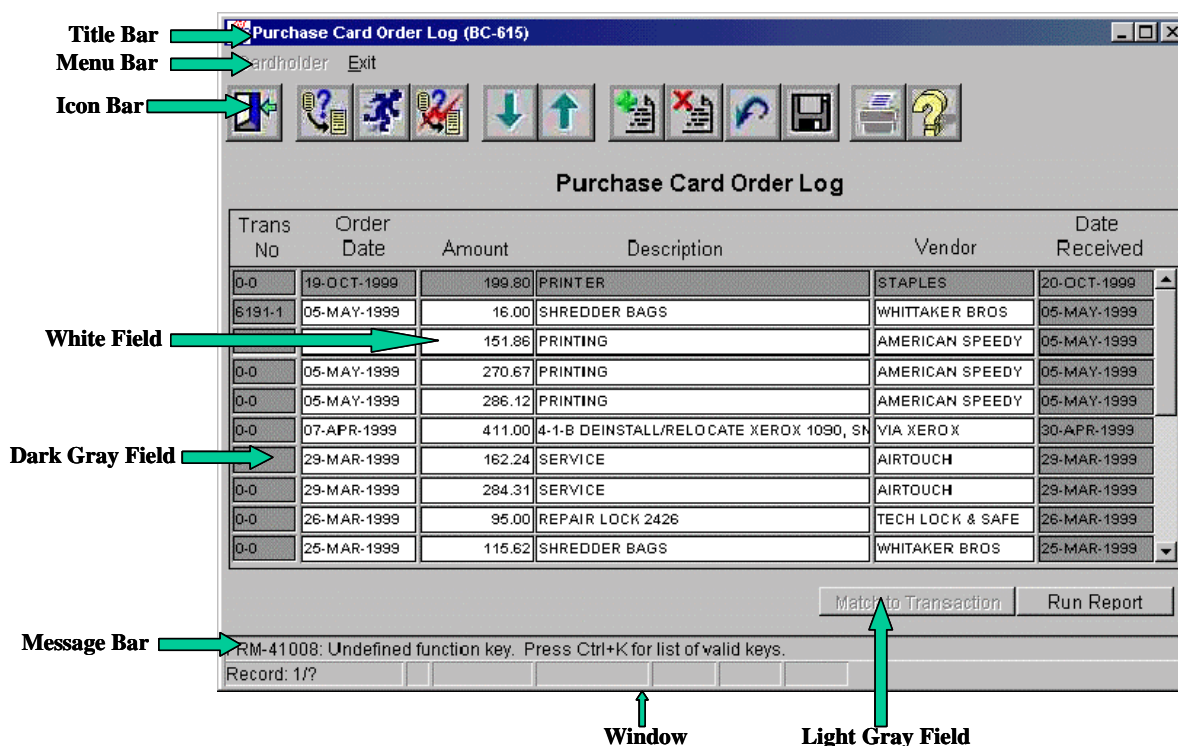 Title Bar
Purchase Card Order Log (BC-615)
Menu Bar
ardholder Exit
Icon Bar
Purchase Card Order Log
Trans No Order Date Amount Description Vendor Date Received
0-0 19-OCT-1999 199.80 PRINTER STAPLES 20-OCT-1999
6191-1 05-MAY-1999 16.00 SHREDDER BAGS WHITTAKER BROS 05-MAY-1999
White Field
151.86 PRINTING AMERICAN SPEEDY 05-MAY-1999
0-0 05-MAY-1999 270.67 PRINTING AMERICAN SPEEDY 05-MAY-1999
0-0 05-MAY-1999 286.12 PRINTING AMERICAN SPEEDY 05-MAY-1999
0-0 07-APR-1999 411.00 4-1-B DEINSTALL/RELOCATE XEROX 1090, SN VIA XEROX 30-APR-1999
Dark Gray Field
29-MAR-1999 162.24 SERVICE AIRTOUCH 29-MAR-1999
0-0 29-MAR-1999 284.31 SERVICE AIRTOUCH 29-MAR-1999
0-0 26-MAR-1999 95.00 REPAIR LOCK 2426 TECH LOCK & SAFE 26-MAR-1999
0-0 25-MAR-1999 115.62 SHREDDER BAGS WHITAKER BROS 25-MAR-1999
Match to Transaction Run Report
Message Bar
FRM-41008: Undefined function key. Press Ctrl+K for list of valid keys.
Record: 1/?
Window
Light Gray Field